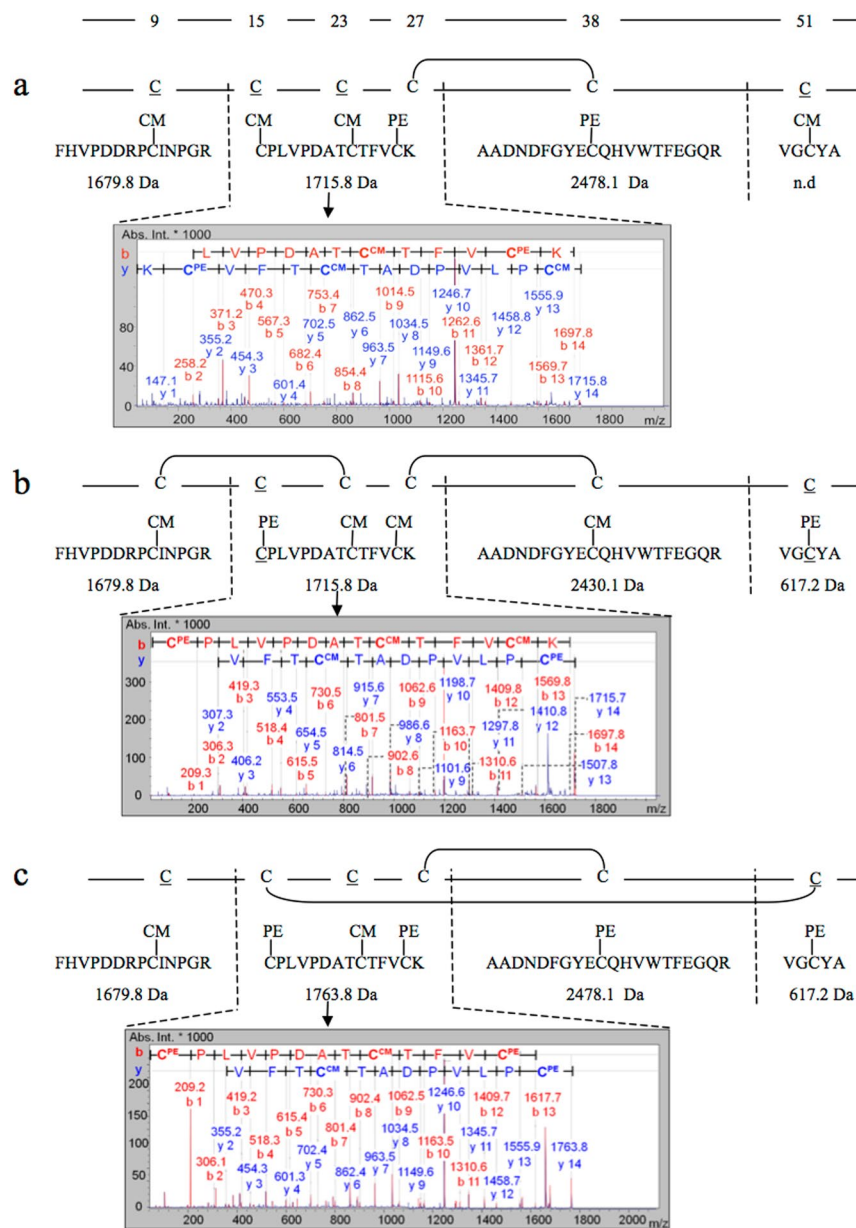 9 15 23 27 38 51
a C C C C C C
CM CM CM PE PE CM
FHVPDDRPCINPGR CPLVPDATCTFVCK AADNDFGYECQHVWTFEGQR VGCYA
1679.8 Da 1715.8 Da 2478.1 Da n.d
Abs. Int. * 1000
b L V P D A T C^CM T F V C^PE K
y K C^PE V F T C^CM T A D P V L P C^CM
470.3 b 4 753.4 b 7 1014.5 b 9 1246.7 y 10 1555.9 y 13
371.2 b 3 567.3 b 5 702.5 y 5 862.5 y 6 1034.5 y 8 1262.6 b 11 1458.8 y 12 1697.8 b 14
80
355.2 y 2 454.3 y 3 682.4 b 6 963.5 y 7 1149.6 y 9 1361.7 b 12
40
258.2 b 2 147.1 y 1 601.4 y 4 854.4 b 8 1115.6 b 10 1345.7 y 11 1569.7 b 13 1715.8 y 14
0
200 400 600 800 1000 1200 1400 1600 1800 m/z
b C C C C C C
PE CM CM CM CM PE
FHVPDDRPCINPGR CPLVPDATCTFVCK AADNDFGYECQHVWTFEGQR VGCYA
1679.8 Da 1715.8 Da 2430.1 Da 617.2 Da
Abs. Int. * 1000
b C^PE P L V P D A T C^CM T F V C^CM K
y V F T C^CM T A D P V L P C^PE
300
419.3 b 3 553.5 y 4 730.5 b 6 915.6 y 7 1062.6 b 9 1198.7 y 10 1409.8 b 12 1569.8 b 13
200
307.3 y 2 518.4 b 4 654.5 y 5 801.5 b 7 986.6 y 8 1163.7 b 10 1297.8 y 11 1410.8 y 12 1715.7 y 14
100
306.3 b 2 209.3 b 1 406.2 y 3 615.5 b 5 814.5 y 6 902.6 b 8 1101.6 y 9 1310.6 b 11 1507.8 y 13 1697.8 b 14
0
200 400 600 800 1000 1200 1400 1600 1800 m/z
c C C C C C C
CM PE CM PE PE PE
FHVPDDRPCINPGR CPLVPDATCTFVCK AADNDFGYECQHVWTFEGQR VGCYA
1679.8 Da 1763.8 Da 2478.1 Da 617.2 Da
Abs. Int. * 1000
b C^PE P L V P D A T C^CM T F V C^PE
y V F T C^CM T A D P V L P C^PE
200
209.2 b 1 419.2 b 3 615.4 b 5 730.3 b 6 902.4 b 8 1062.5 b 9 1246.6 y 10 1409.7 b 12 1617.7 b 13
150
355.2 y 2 518.3 b 4 702.4 y 5 801.4 b 7 1034.5 y 8 1163.5 b 10 1345.7 y 11 1555.9 y 13 1763.8 y 14
100
50
306.1 b 2 454.3 y 3 601.3 y 4 862.4 y 6 963.5 y 7 1149.6 y 9 1310.6 b 11 1458.7 y 12
0
200 400 600 800 1000 1200 1400 1600 1800 2000 m/z